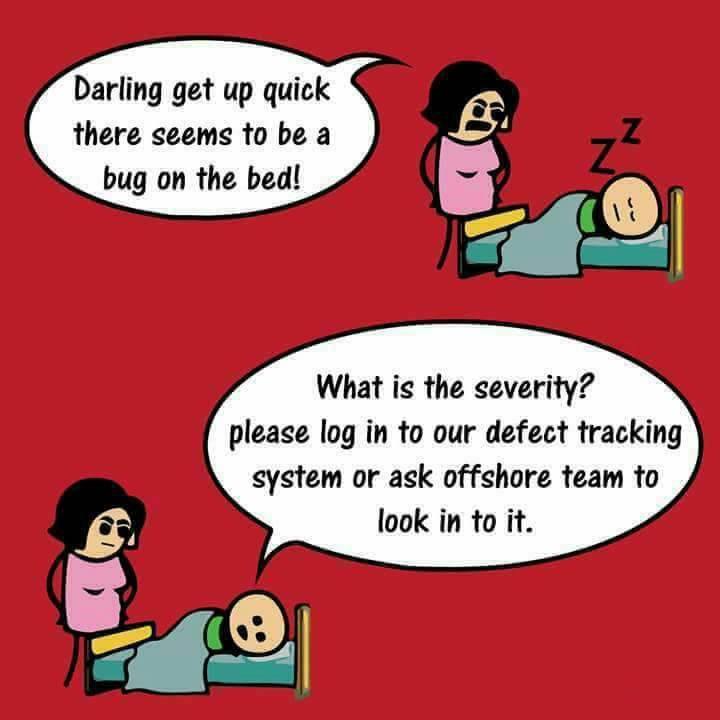 Darling get up quick
there seems to be a
bug on the bed!
z z
What is the severity?
please log in to our defect tracking
system or ask offshore team to
look in to it.